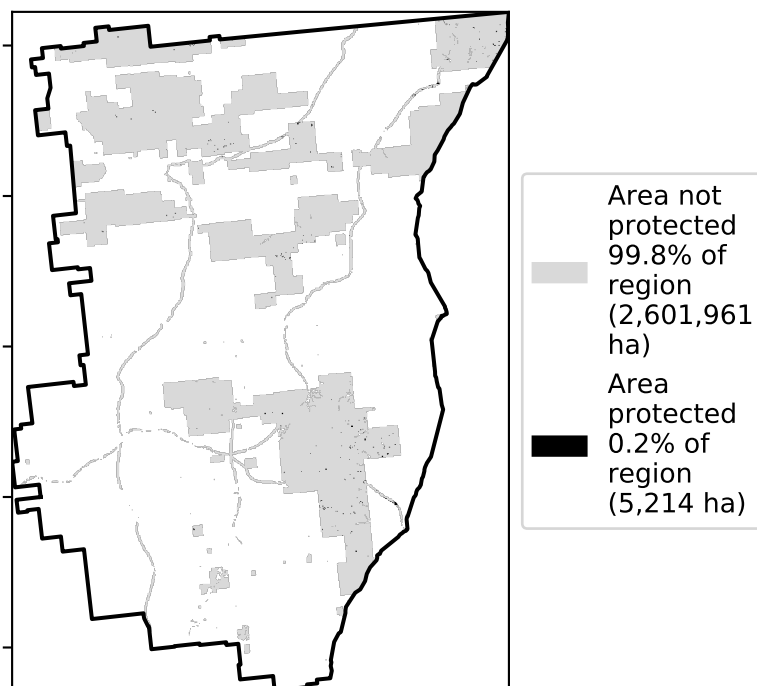 Area not
protected
99.8% of
region
(2,601,961
ha)
Area
protected
0.2% of
region
(5,214 ha)